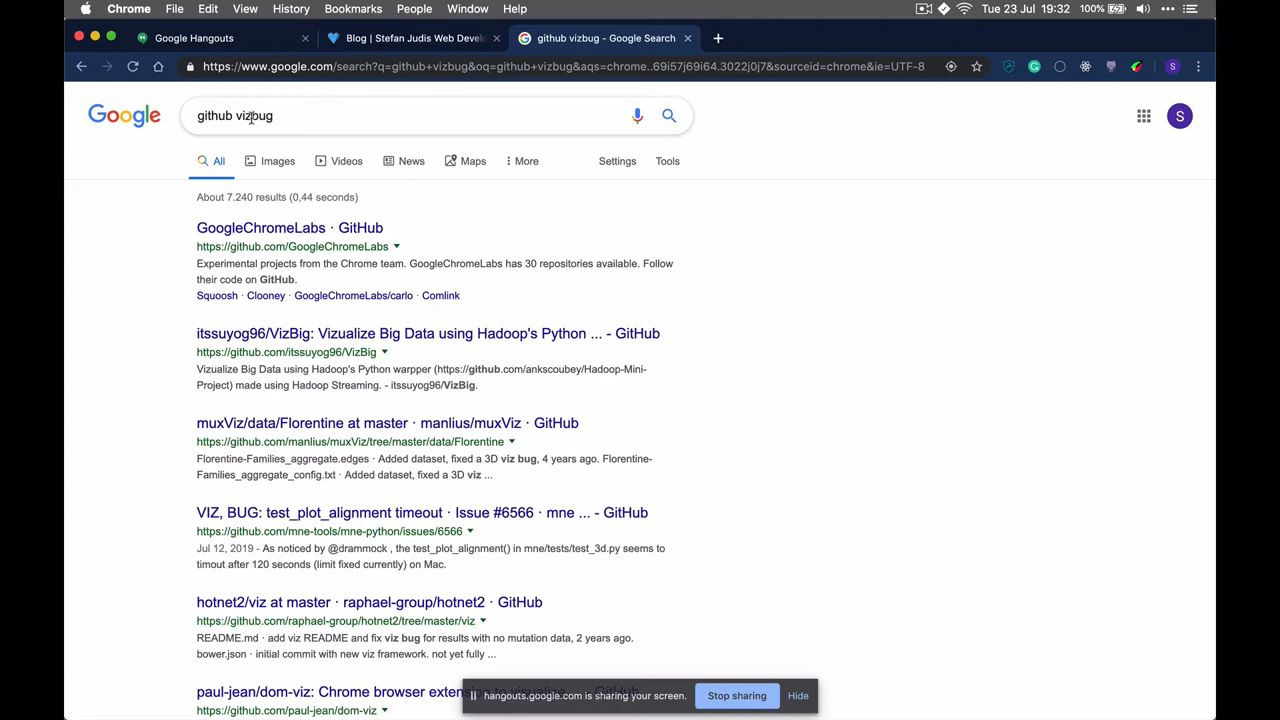 Chrome File Edit View History Bookmarks People Window Help Tue 23 Jul 19:32 100%
Google Hangouts Blog | Stefan Judis Web Devel github vizbug - Google Search
https://www.google.com/search?q=github+vizbug&oq=github+vizbug&aqs=chrome..69i57j69i64.3022j0j7&sourceid=chrome&ie=UTF-8 S
Google github vizbug S
All Images Videos News Maps More Settings Tools
About 7.240 results (0,44 seconds)
GoogleChromeLabs · GitHub
https://github.com/GoogleChromeLabs
Experimental projects from the Chrome team. GoogleChromeLabs has 30 repositories available. Follow
their code on GitHub.
Squoosh · Clooney · GoogleChromeLabs/carlo · Comlink
itssuyog96/VizBig: Vizualize Big Data using Hadoop's Python ... - GitHub
https://github.com/itssuyog96/VizBig
Vizualize Big Data using Hadoop's Python warpper (https://github.com/ankscoubey/Hadoop-Mini-
Project) made using Hadoop Streaming. - itssuyog96/VizBig.
muxViz/data/Florentine at master · manlius/muxViz · GitHub
https://github.com/manlius/muxViz/tree/master/data/Florentine
Florentine-Families_aggregate.edges · Added dataset, fixed a 3D viz bug, 4 years ago. Florentine-
Families_aggregate_config.txt · Added dataset, fixed a 3D viz ...
VIZ, BUG: test_plot_alignment timeout · Issue #6566 · mne ... - GitHub
https://github.com/mne-tools/mne-python/issues/6566
Jul 12, 2019 - As noticed by @drammock , the test_plot_alignment() in mne/tests/test_3d.py seems to
timout after 120 seconds (limit fixed currently) on Mac.
hotnet2/viz at master · raphael-group/hotnet2 · GitHub
https://github.com/raphael-group/hotnet2/tree/master/viz
README.md · add viz README and fix viz bug for results with no mutation data, 2 years ago.
bower.json · initial commit with new viz framework. not yet fully ...
paul-jean/dom-viz: Chrome browser extension to visualize
https://github.com/paul-jean/dom-viz
hangouts.google.com is sharing your screen. Stop sharing Hide